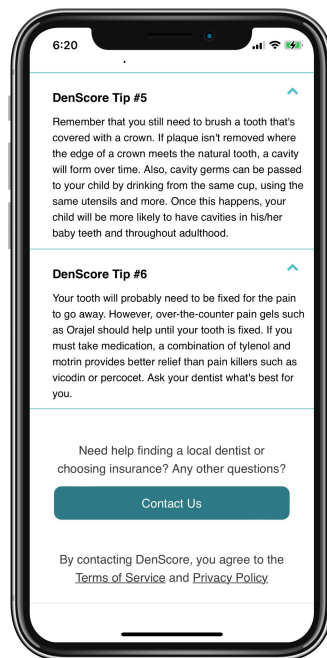 6:20
DenScore Tip #5
Remember that you still need to brush a tooth that's
covered with a crown. If plaque isn't removed where
the edge of a crown meets the natural tooth, a cavity
will form over time. Also, cavity germs can be passed
to your child by drinking from the same cup, using the
same utensils and more. Once this happens, your
child will be more likely to have cavities in his/her
baby teeth and throughout adulthood.
DenScore Tip #6
Your tooth will probably need to be fixed for the pain
to go away. However, over-the-counter pain gels such
as Orajel should help until your tooth is fixed. If you
must take medication, a combination of tylenol and
motrin provides better relief than pain killers such as
vicodin or percocet. Ask your dentist what's best for
you.
Need help finding a local dentist or
choosing insurance? Any other questions?
Contact Us
By contacting DenScore, you agree to the
Terms of Service and Privacy Policy